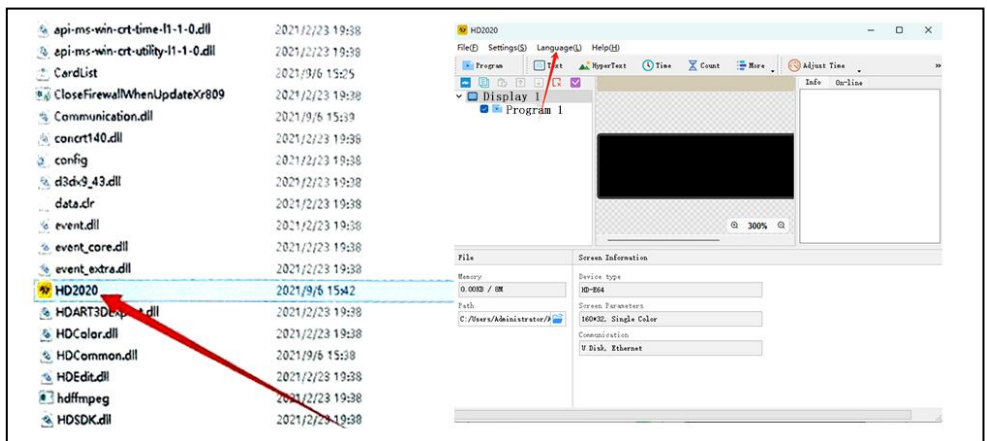 api-ms-win-crt-time-l1-1-0.dll 2021/2/23 19:38
api-ms-win-crt-utility-l1-1-0.dll 2021/2/23 19:38
CardList 2021/9/6 15:25
CloseFirewallWhenUpdateXr809 2021/2/23 19:38
Communication.dll 2021/9/6 15:39
concrt140.dll 2021/2/23 19:38
config 2021/2/23 19:38
d3dx9_43.dll 2021/2/23 19:38
data.clr 2021/2/23 19:38
event.dll 2021/2/23 19:38
event_core.dll 2021/2/23 19:38
event_extra.dll 2021/2/23 19:38
HD2020 2021/9/6 15:42
2021/2/23 19:38
HDColor.dll 2021/2/23 19:38
HDCommon.dll 2021/9/6 15:38
HDEdit.dll 2021/2/23 19:38
hdffmpeg 2021/2/23 19:38
HDSDK.dll 2021/2/23 19:38
HD2020
File(F) Settings(S) Language(L) Help(H)
Program Text HyperText Time Count More Adjust Time »
Display 1
Program 1
Info On-line
300%
File
Memory
0.00KB / 8M
Path
C:/Users/Administrator/
Screen Information
Device type
HD-E64
Screen Parameters
160*32, Single Color
Communication
U Disk, Ethernet